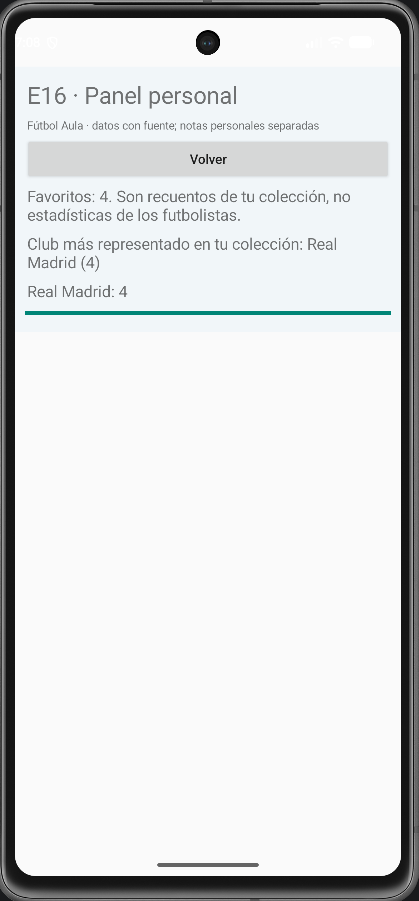 E16 · Panel personal
Fútbol Aula · datos con fuente; notas personales separadas
Volver
Favoritos: 4. Son recuentos de tu colección, no
estadísticas de los futbolistas.
Club más representado en tu colección: Real
Madrid (4)
Real Madrid: 4